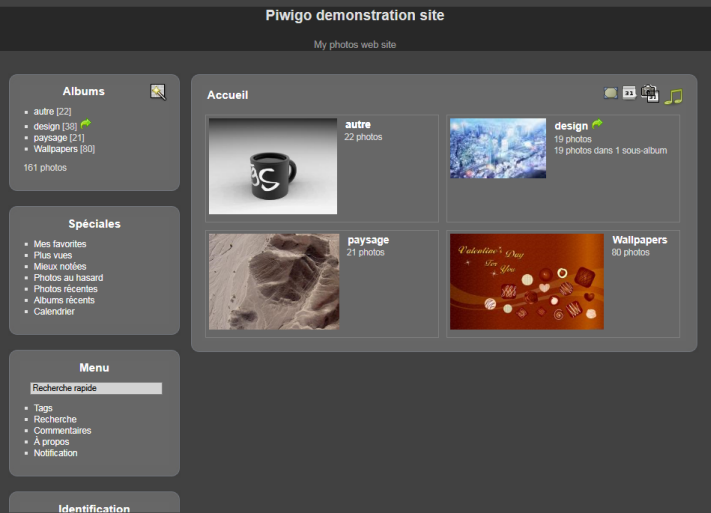 Piwigo demonstration site
My photos web site
Albums
autre [22]
design [38]
paysage [21]
Wallpapers [80]
161 photos
Spéciales
Mes favorites
Plus vues
Mieux notées
Photos au hasard
Photos récentes
Albums récents
Calendrier
Menu
Recherche rapide
Tags
Recherche
Commentaires
À propos
Notification
Identification
Accueil
autre
22 photos
design
19 photos
19 photos dans 1 sous-album
paysage
21 photos
Valentine's Day
For
You
Wallpapers
80 photos